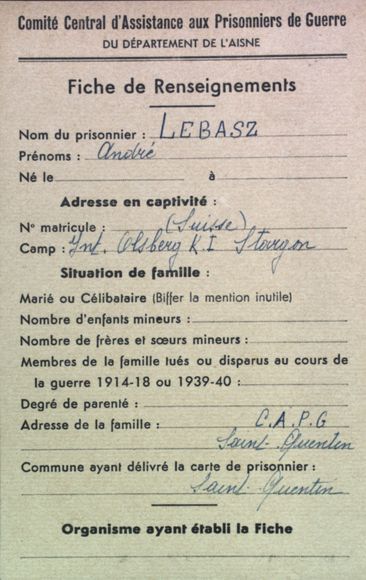 Comité Central d'Assistance aux Prisonniers de Guerre
DU DÉPARTEMENT DE L'AISNE
Fiche de Renseignements
Nom du prisonnier : LEBASZ
Prénoms : André
Né le à
Adresse en captivité :
N° matricule : (Suisse)
Camp : Int. Olsberg K.I Stargon
Situation de famille :
Marié ou Célibataire (Biffer la mention inutile)
Nombre d'enfants mineurs :
Nombre de frères et sœurs mineurs :
Membres de la famille tués ou disparus au cours de
la guerre 1914-18 ou 1939-40 :
Degré de parenté :
Adresse de la famille : C.A.P.G
Saint-Quentin
Commune ayant délivré la carte de prisonnier :
Saint-Quentin
Organisme ayant établi la Fiche